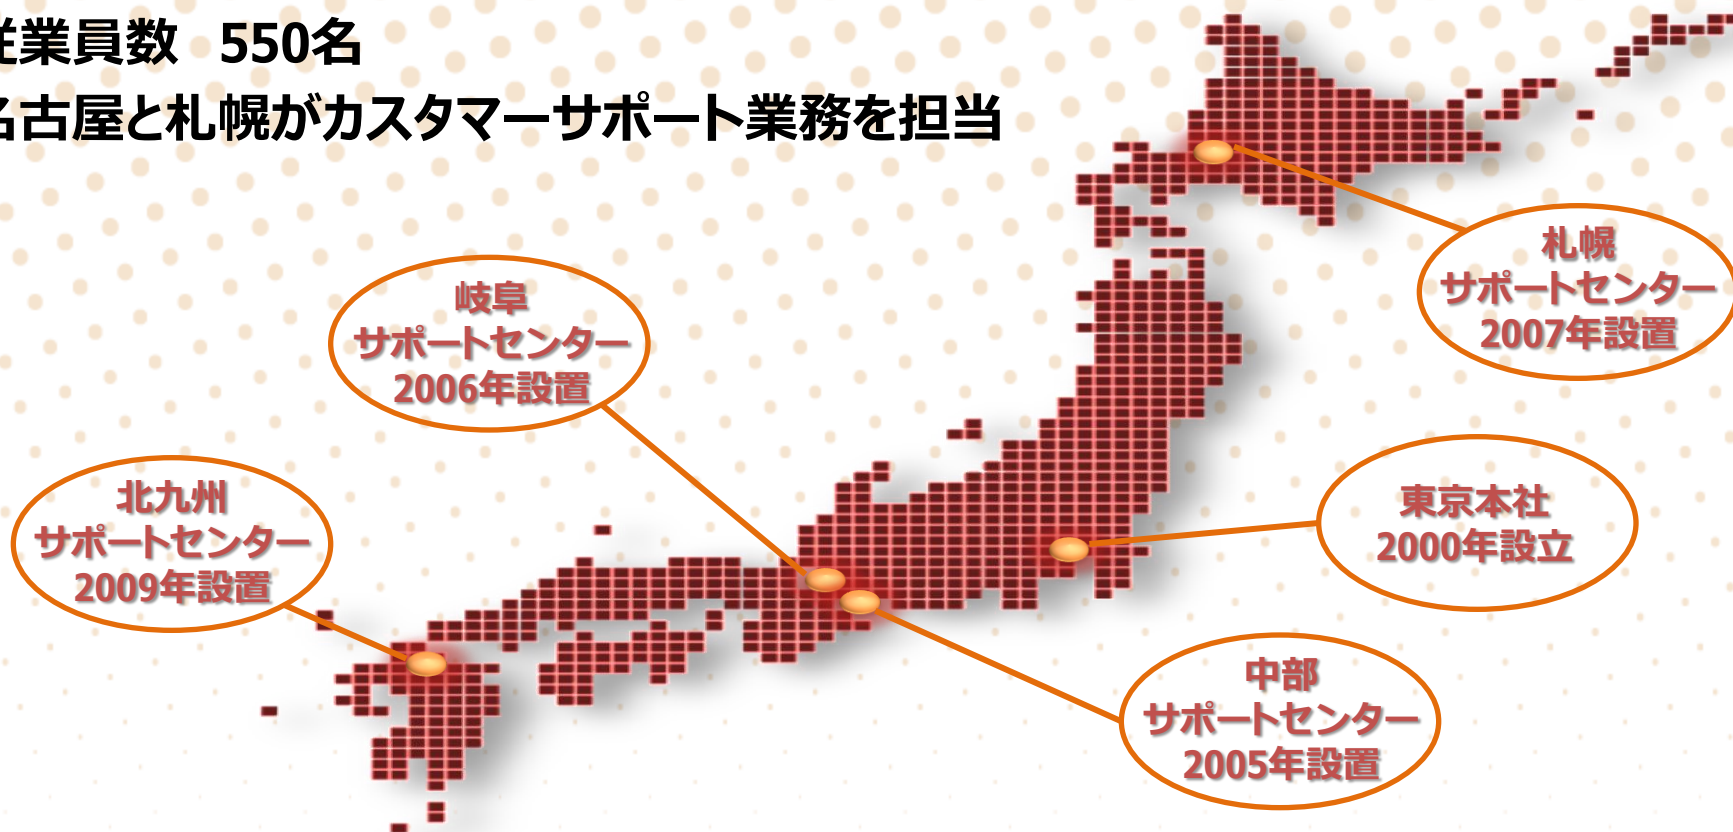 従業員数 550名
名古屋と札幌がカスタマーサポート業務を担当
札幌
サポートセンター
2007年設置
岐阜
サポートセンター
2006年設置
北九州
サポートセンター
2009年設置
東京本社
2000年設立
中部
サポートセンター
2005年設置